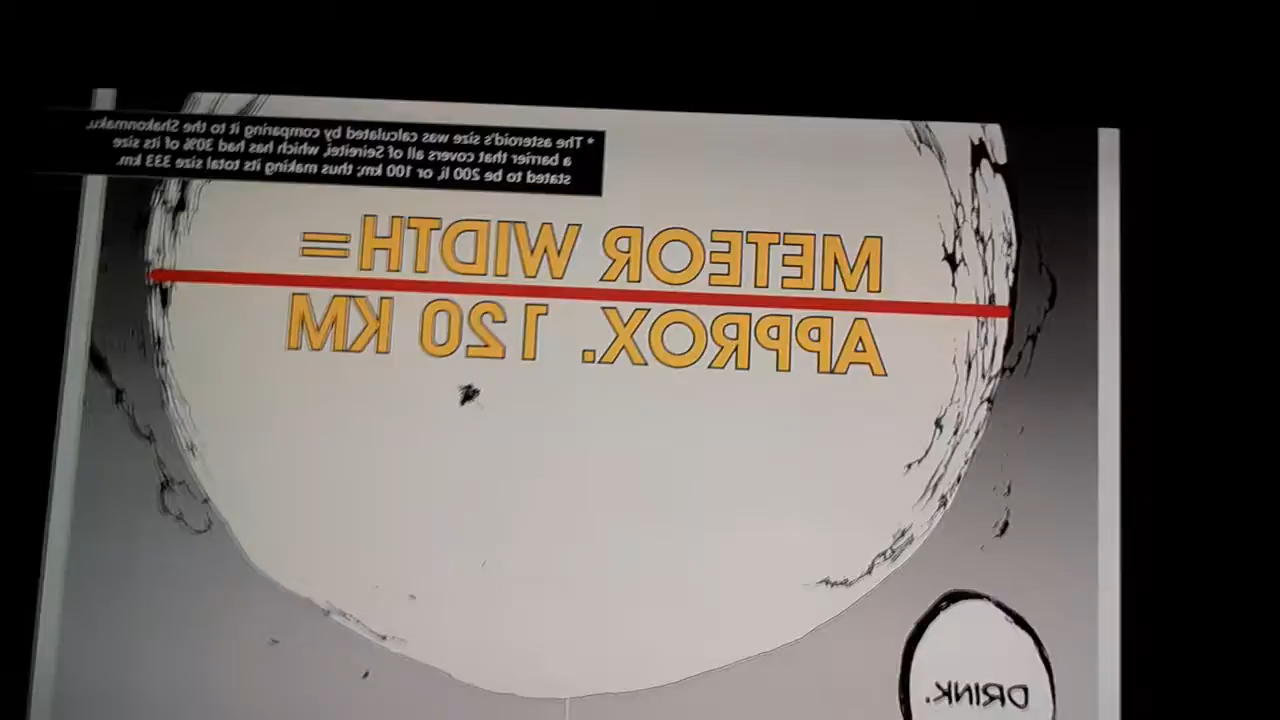 * The asteroid's size was calculated by comparing it to the Shakonmaku,
a barrier that covers all of Seireitei, which has had 30% of its size
stated to be 200 li, or 100 km; thus making its total size 333 km.
METEOR WIDTH=
APPROX. 120 KM
DRINK.